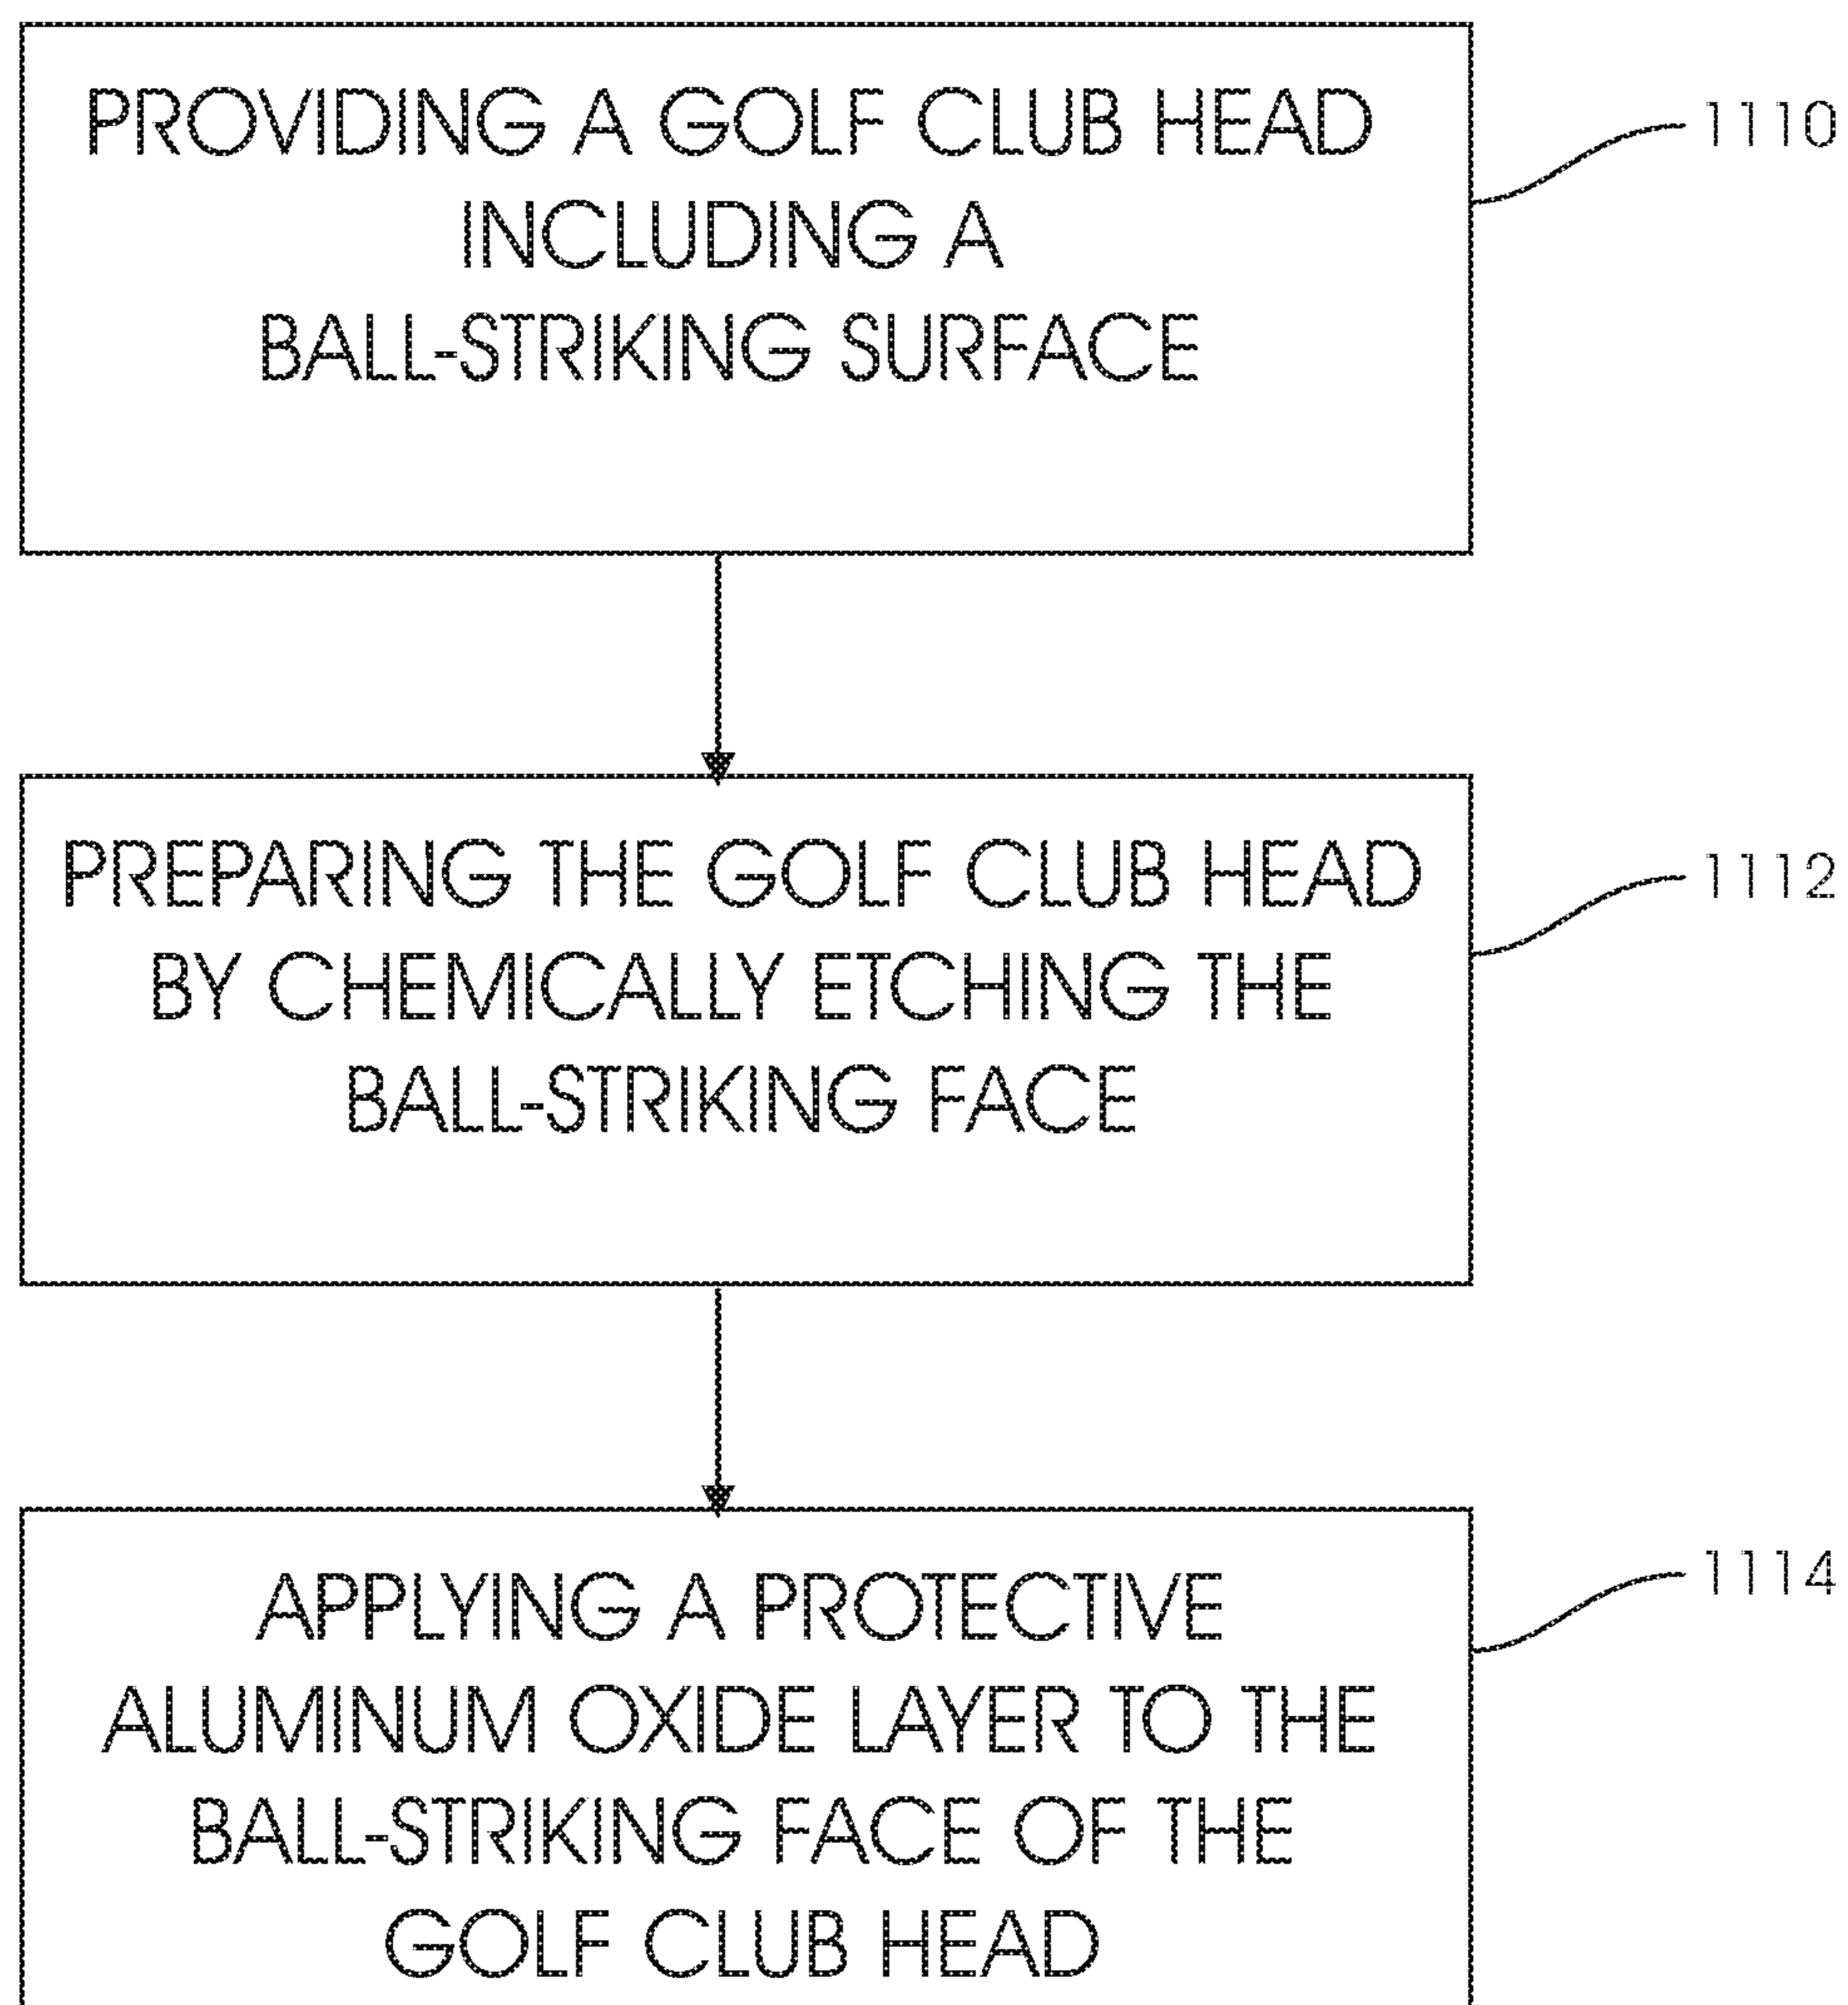 PROVIDING A GOLF CLUB HEAD
INCLUDING A
BALL-STRIKING SURFACE
1110
PREPARING THE GOLF CLUB HEAD
BY CHEMICALLY ETCHING THE
BALL-STRIKING FACE
1112
APPLYING A PROTECTIVE
ALUMINUM OXIDE LAYER TO THE
BALL-STRIKING FACE OF THE
GOLF CLUB HEAD
1114